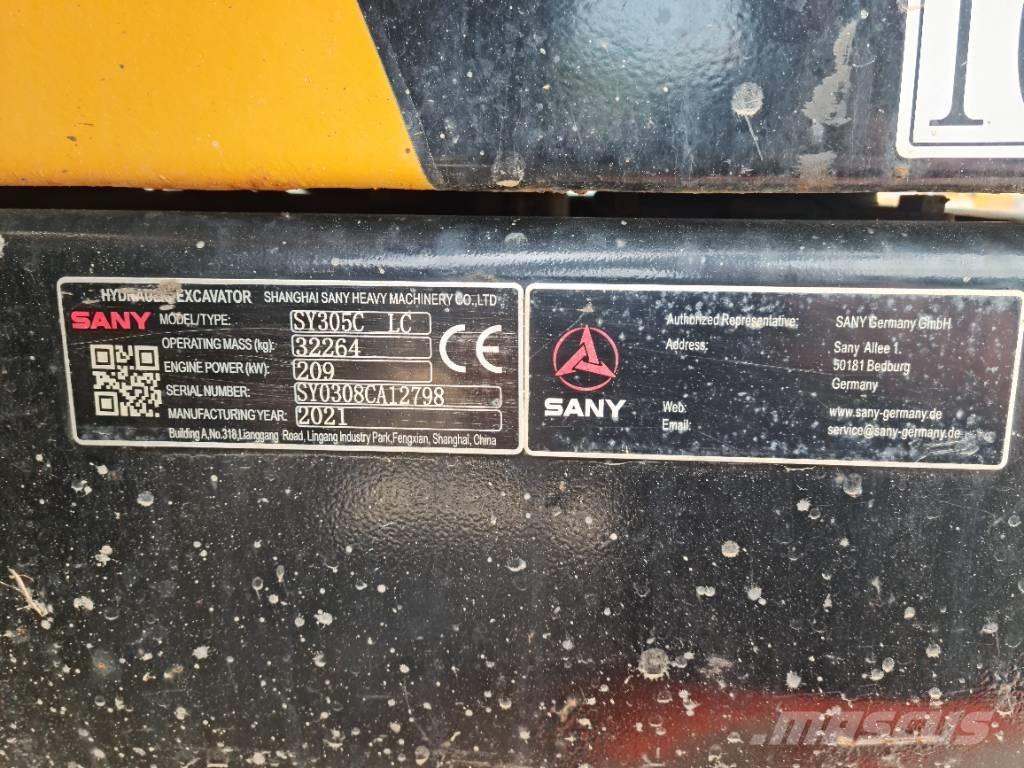 HYDRAULIC EXCAVATOR SHANGHAI SANY HEAVY MACHINERY CO.,LTD
SANY MODEL/TYPE: SY305C LC
OPERATING MASS (kg): 32264
ENGINE POWER (kW): 209
SERIAL NUMBER: SY0308CA12798
MANUFACTURING YEAR: 2021
Building A,No.318,Lianggang Road, Lingang Industry Park,Fengxian, Shanghai, China
CE
SANY
Authorized Representative: SANY Germany GmbH
Address: Sany Allee 1.
50181 Bedburg
Germany
Web: www.sany-germany.de
Email: service@sany-germany.de
mascus